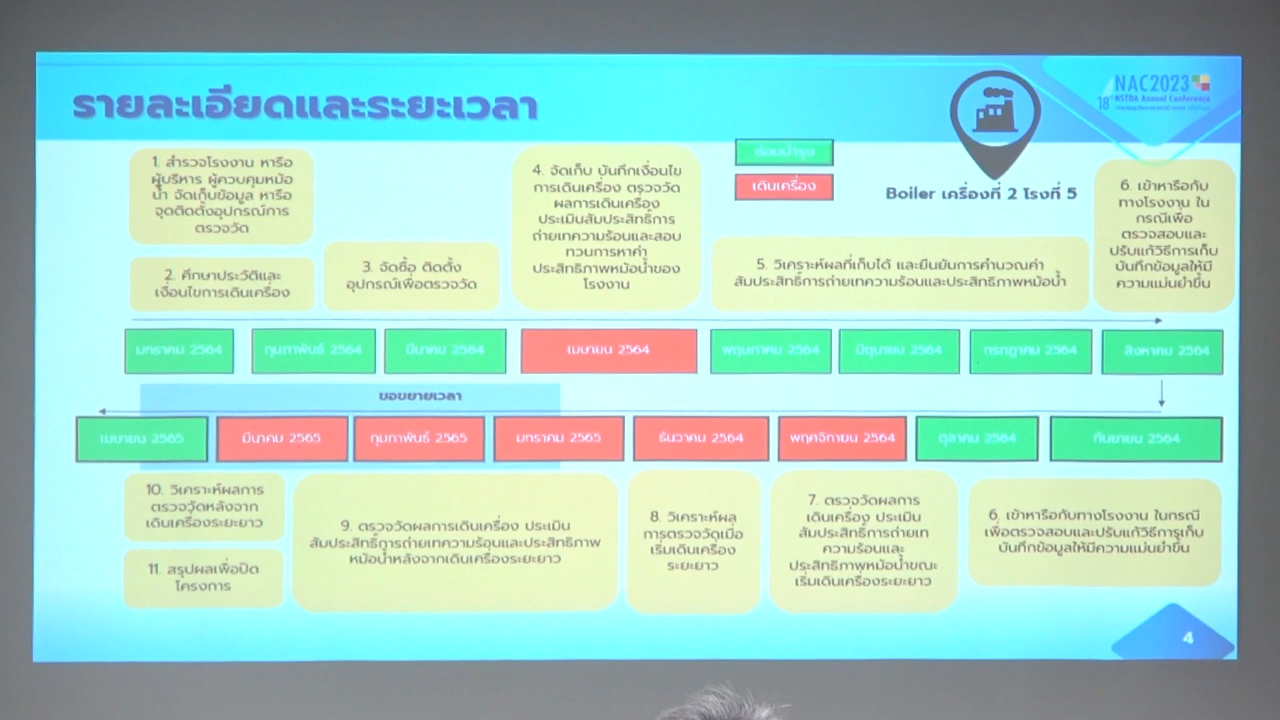 รายละเอียดและระยะเวลา
NAC2023
18th NSTDA Annual Conference
1. สำรวจโรงงาน หารือ
ผู้บริหาร ผู้ควบคุมหม้อ
น้ำ จัดเก็บข้อมูล หารือ
จุดติดตั้งอุปกรณ์การ
ตรวจวัด
2. ศึกษาประวัติและ
เงื่อนไขการเดินเครื่อง
3. จัดซื้อ ติดตั้ง
อุปกรณ์เพื่อตรวจวัด
4. จัดเก็บ บันทึกเงื่อนไข
การเดินเครื่อง ตรวจวัด
ผลการเดินเครื่อง
ประเมินสัมประสิทธิ์การ
ถ่ายเทความร้อนและสอบ
ทวนการหาค่า
ประสิทธิภาพหม้อน้ำของ
โรงงาน
ซ่อมบำรุง
เดินเครื่อง
Boiler เครื่องที่ 2 โรงที่ 5
5. วิเคราะห์ผลที่เก็บได้ และยืนยันการคำนวณค่า
สัมประสิทธิ์การถ่ายเทความร้อนและประสิทธิภาพหม้อน้ำ
6. เข้าหารือกับ
ทางโรงงาน ใน
กรณีเพื่อ
ตรวจสอบและ
ปรับแก้วิธีการเก็บ
บันทึกข้อมูลให้มี
ความแม่นยำขึ้น
มกราคม 2564 กุมภาพันธ์ 2564 มีนาคม 2564 เมษายน 2564 พฤษภาคม 2564 มิถุนายน 2564 กรกฎาคม 2564 สิงหาคม 2564
ขอขยายเวลา
เมษายน 2565 มีนาคม 2565 กุมภาพันธ์ 2565 มกราคม 2565 ธันวาคม 2564 พฤศจิกายน 2564 ตุลาคม 2564 กันยายน 2564
10. วิเคราะห์ผลการ
ตรวจวัดหลังจาก
เดินเครื่องระยะยาว
11. สรุปผลเพื่อปิด
โครงการ
9. ตรวจวัดผลการเดินเครื่อง ประเมิน
สัมประสิทธิ์การถ่ายเทความร้อนและประสิทธิภาพ
หม้อน้ำหลังจากเดินเครื่องระยะยาว
8. วิเคราะห์ผล
การตรวจวัดเมื่อ
เริ่มเดินเครื่อง
ระยะยาว
7. ตรวจวัดผลการ
เดินเครื่อง ประเมิน
สัมประสิทธิ์การถ่ายเท
ความร้อนและ
ประสิทธิภาพหม้อน้ำขณะ
เริ่มเดินเครื่องระยะยาว
6. เข้าหารือกับทางโรงงาน ในกรณี
เพื่อตรวจสอบและปรับแก้วิธีการเก็บ
บันทึกข้อมูลให้มีความแม่นยำขึ้น
4